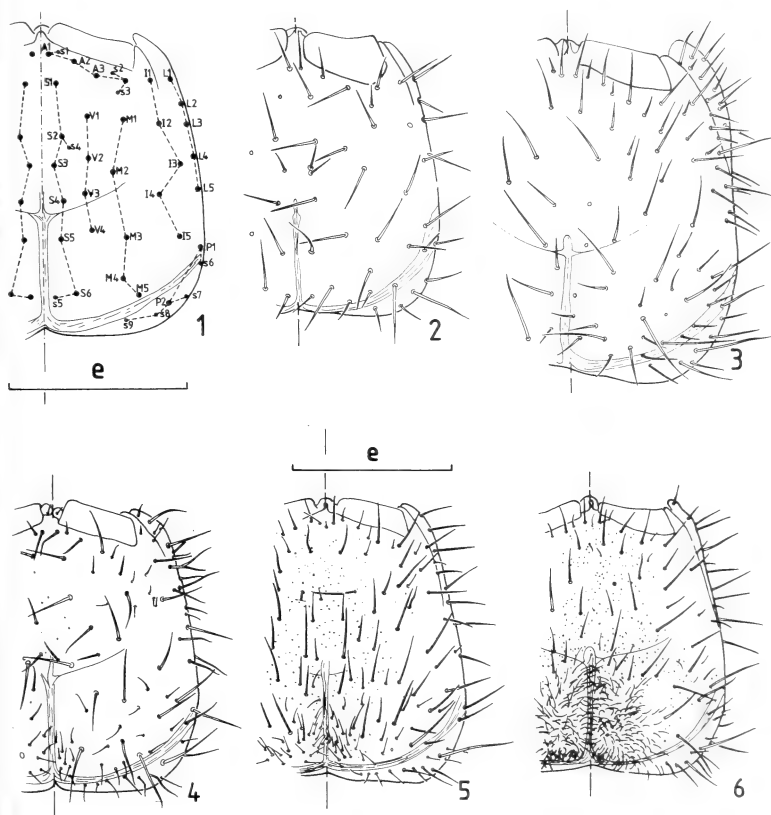 A1 s1 A2 A3 s2 s3
S1 I1 L1
L2
V1 M1 I2 L3
S2 s4
S3 V2 M2 I3 L4
S4 V3 I4 L5
S5 V4 M3 I5 P1
s6
M4 M5
s5 S6 P2 s7
s9 s8
1
2
3
e
e
4
5
6